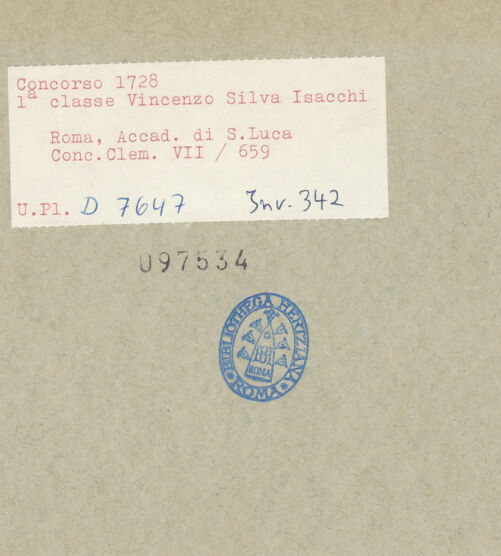 Concorso 1728
1ª classe Vincenzo Silva Isacchi
Roma, Accad. di S.Luca
Conc.Clem. VII / 659
U.Pl. D 7647 Inv. 342
097534
BIBLIOTHECA HERTZIANA
ROMA
ROMA